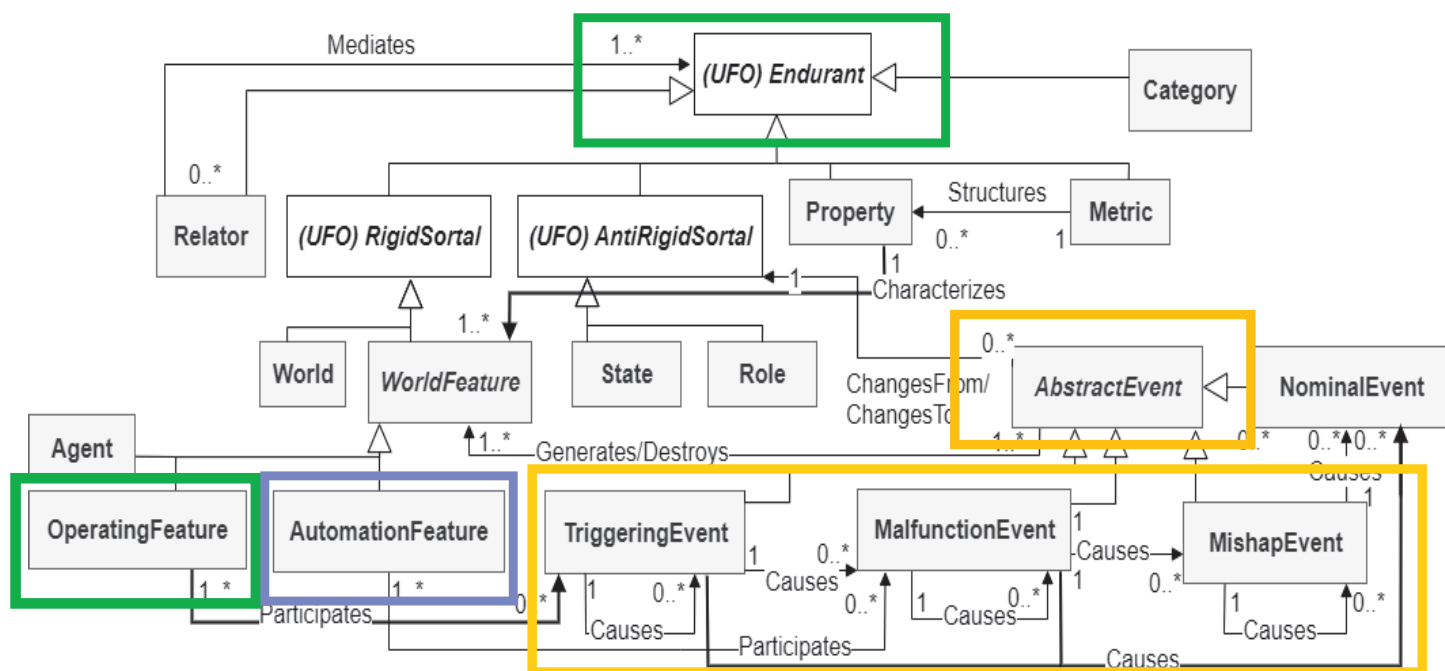 Mediates
1..*
(UFO) Endurant
Category
0..*
Relator
(UFO) RigidSortal
(UFO) AntiRigidSortal
Property
Structures
0..*
1
Metric
1
1
Characterizes
1..*
World
WorldFeature
State
Role
0..*
ChangesFrom/
ChangesTo
AbstractEvent
NominalEvent
Agent
1..*
Generates/Destroys
1..*
0..*
0..*
0..*
Causes
OperatingFeature
AutomationFeature
TriggeringEvent
MalfunctionEvent
MishapEvent
1
0..*
Causes
1
Causes
1
0..*
1
1..*
Participates
0..*
1..*
1
0..*
Causes
Participates
0..*
1
0..*
Causes
1
0..*
Causes
Causes